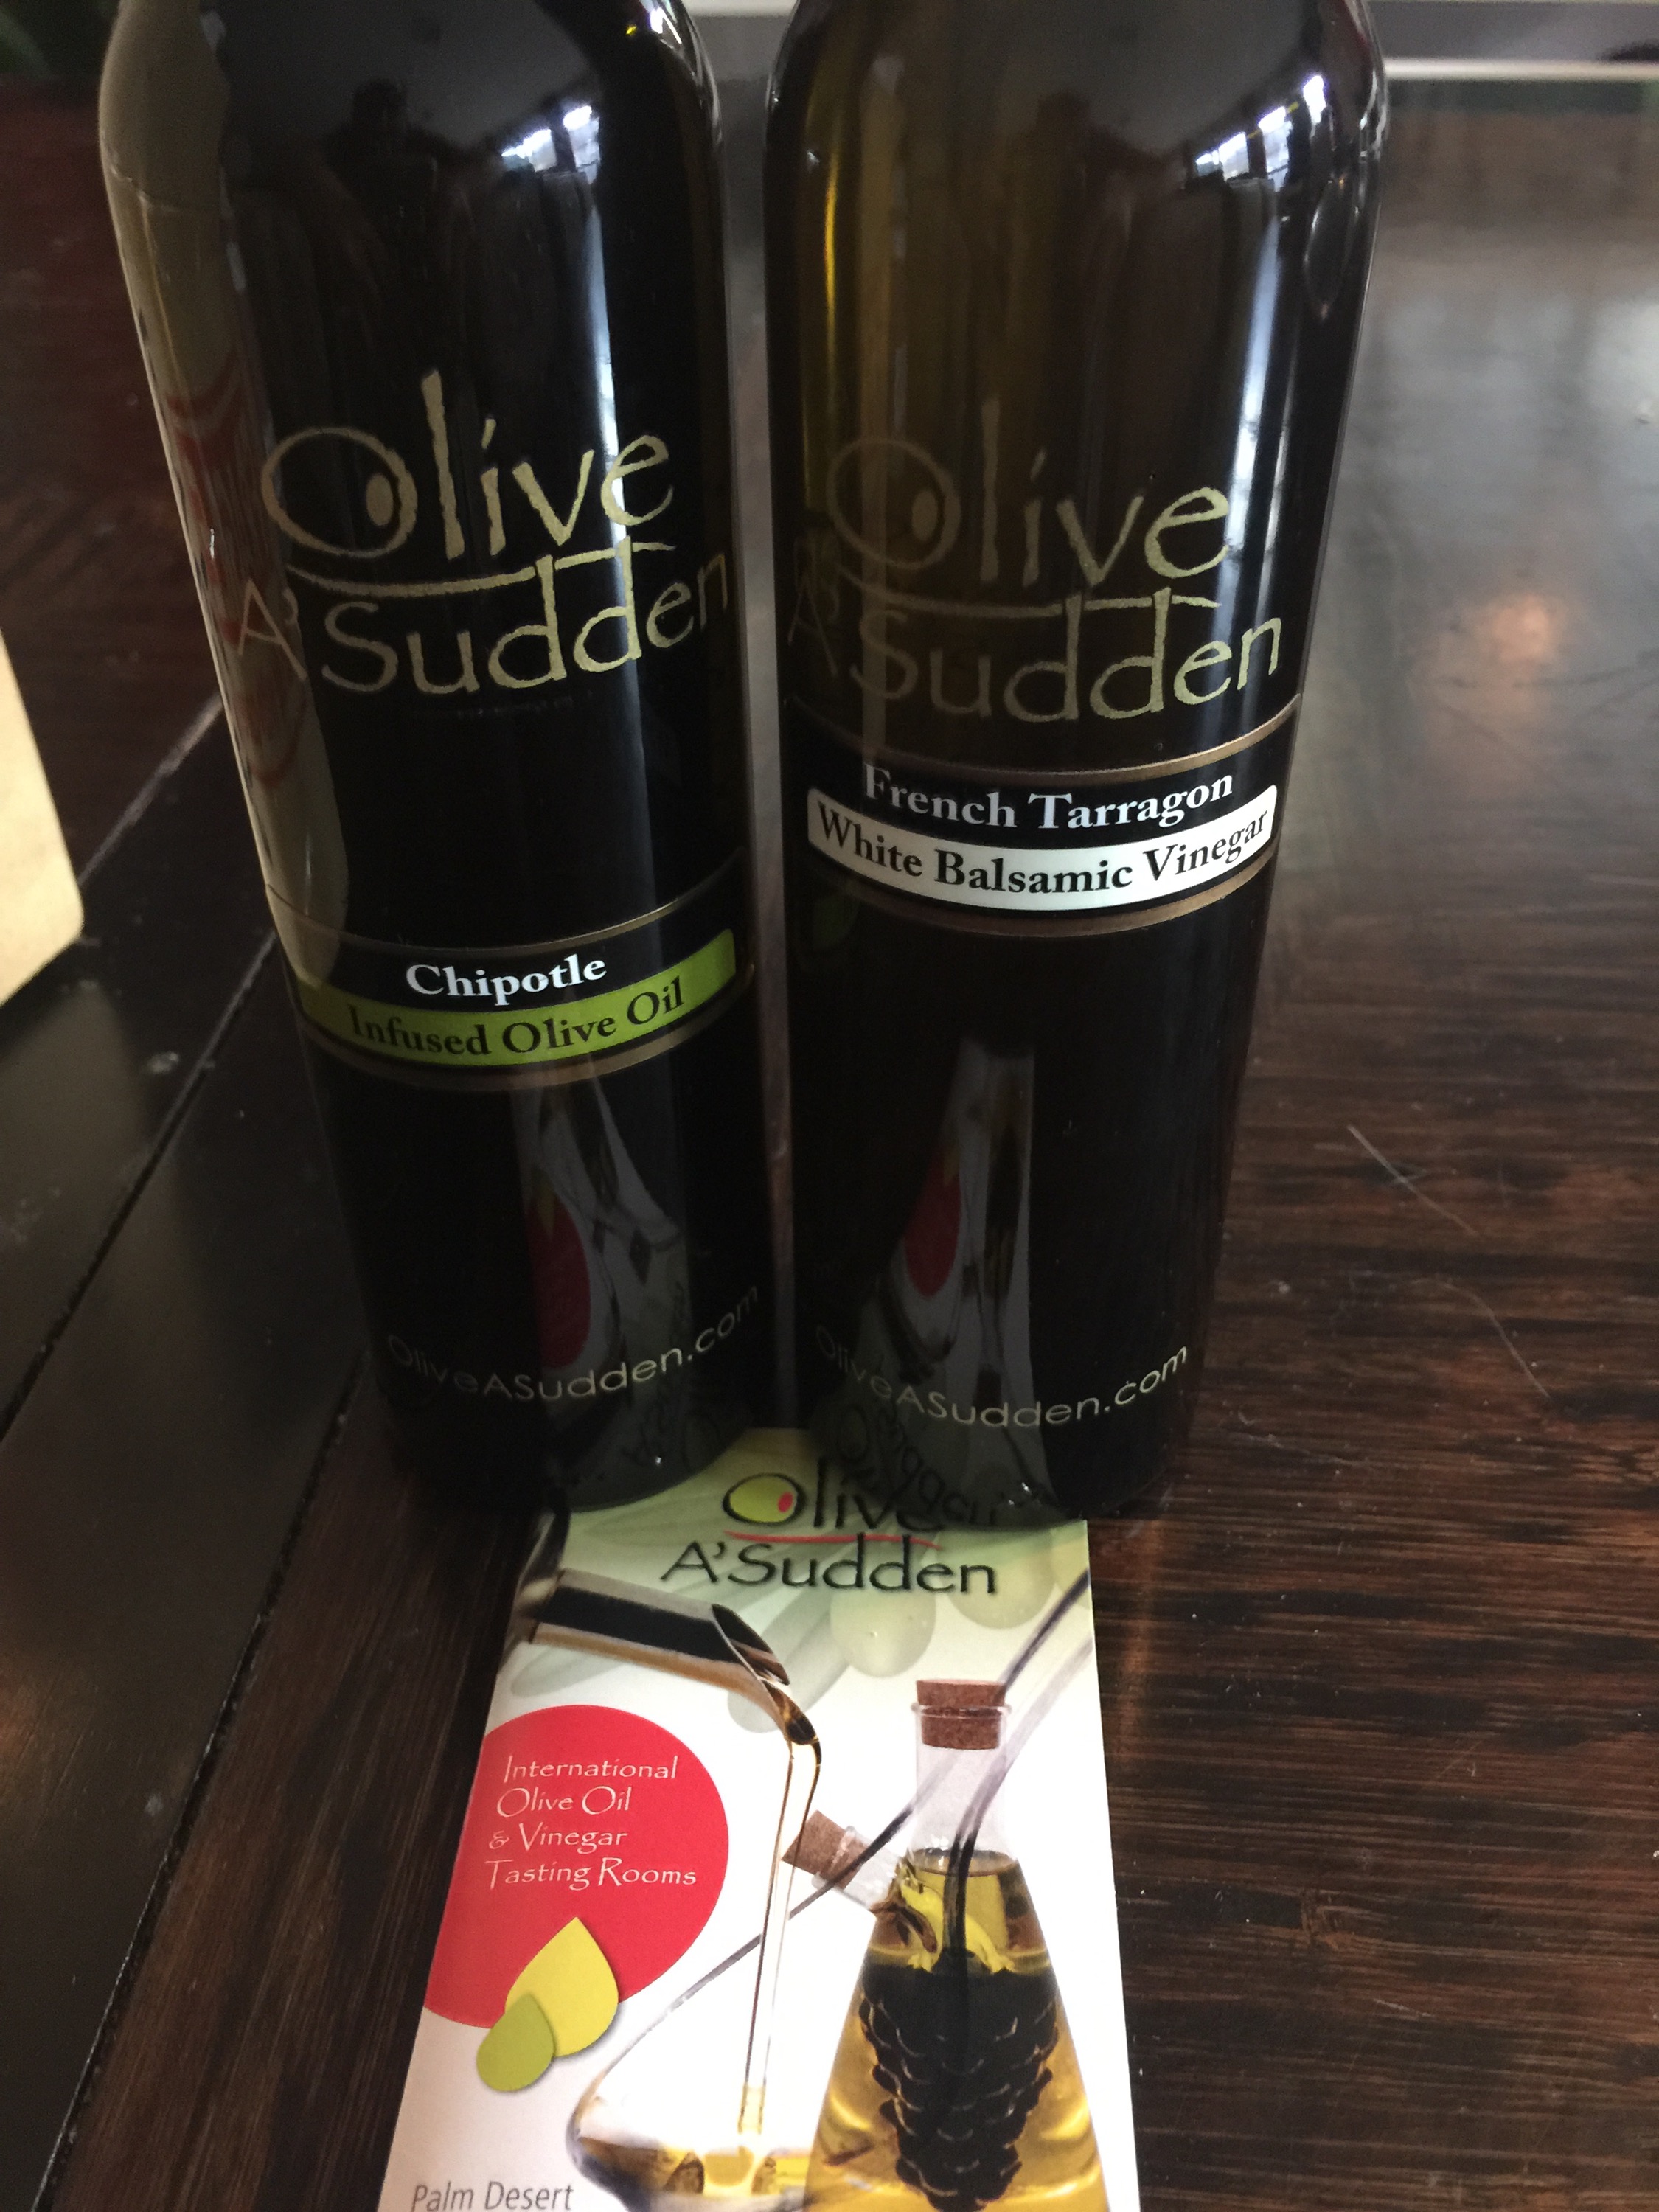 Olive
A'Sudden
Chipotle
Infused Olive Oil
OliveASudden.com
Olive
A'Sudden
French Tarragon
White Balsamic Vinegar
OliveASudden.com
Olive
A'Sudden
International
Olive Oil
& Vinegar
Tasting Rooms
Palm Desert